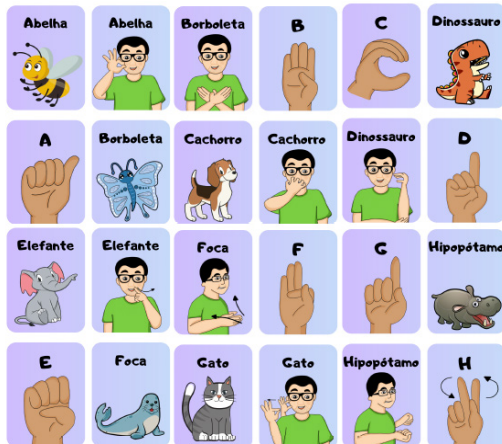 Abelha
Abelha
Borboleta
B
C
Dinossauro
A
Borboleta
Cachorro
Cachorro
Dinossauro
D
Elefante
Elefante
Foca
F
G
Hipopótamo
E
Foca
Gato
Gato
Hipopótamo
H